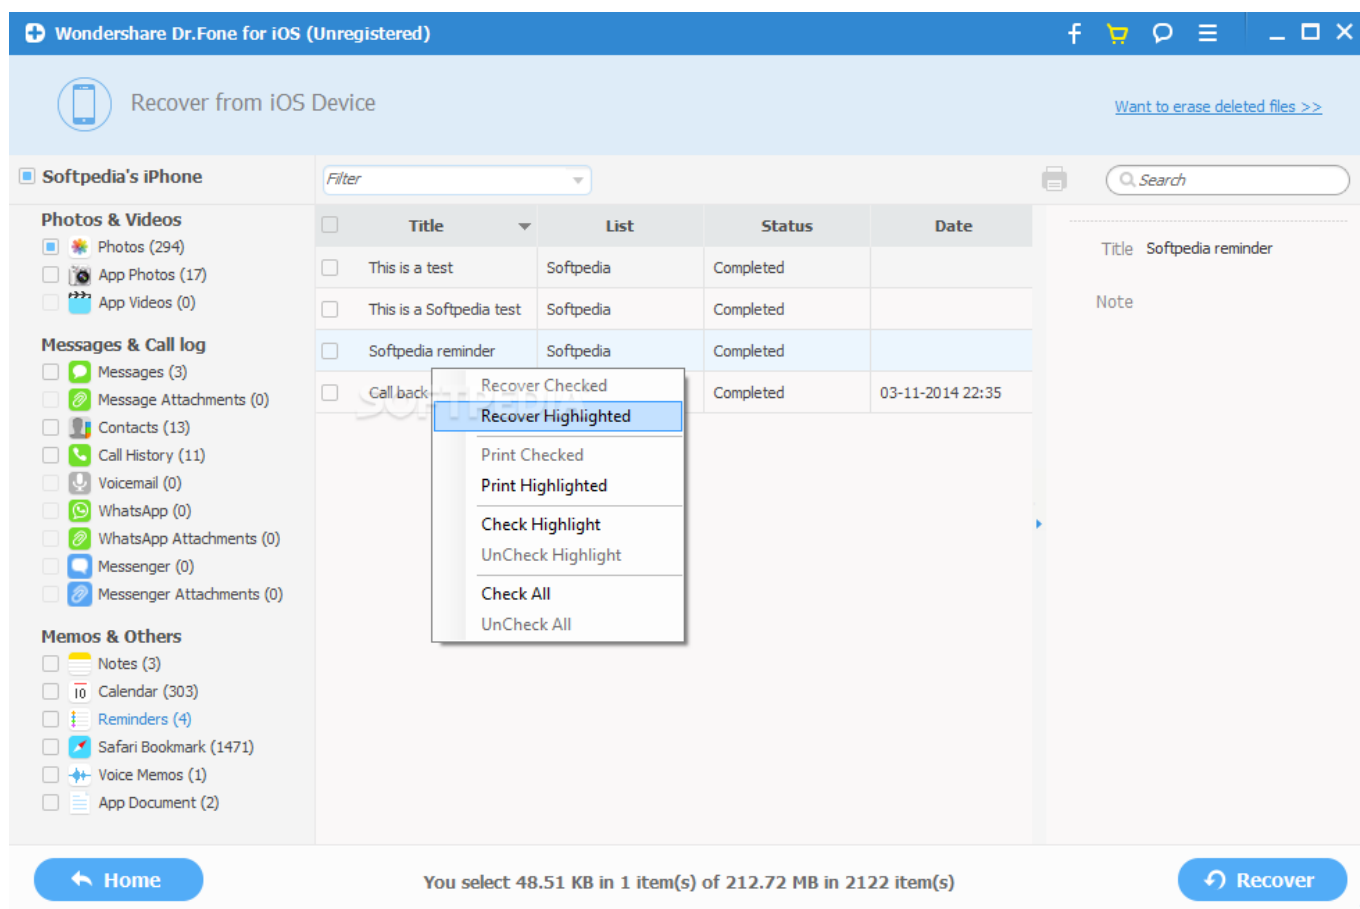 Wondershare Dr.Fone for iOS (Unregistered)
Recover from iOS Device
Want to erase deleted files >>
Softpedia's iPhone
Filter
Search
Photos & Videos
Photos (294)
App Photos (17)
App Videos (0)
Messages & Call log
Messages (3)
Message Attachments (0)
Contacts (13)
Call History (11)
Voicemail (0)
WhatsApp (0)
WhatsApp Attachments (0)
Messenger (0)
Messenger Attachments (0)
Memos & Others
Notes (3)
10 Calendar (303)
Reminders (4)
Safari Bookmark (1471)
Voice Memos (1)
App Document (2)
Title List Status Date
This is a test Softpedia Completed
This is a Softpedia test Softpedia Completed
Softpedia reminder Softpedia Completed
Call back Completed 03-11-2014 22:35
SOFTPEDIA
Recover Checked
Recover Highlighted
Print Checked
Print Highlighted
Check Highlight
UnCheck Highlight
Check All
UnCheck All
Title Softpedia reminder
Note
Home
You select 48.51 KB in 1 item(s) of 212.72 MB in 2122 item(s)
Recover